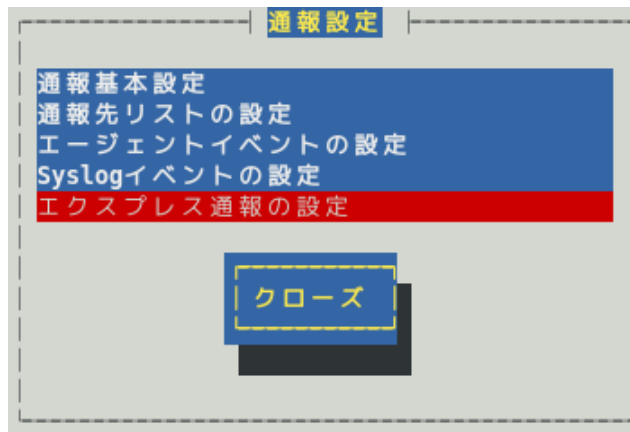 通報設定
通報基本設定
通報先リストの設定
エージェントイベントの設定
Syslogイベントの設定
エクスプレス通報の設定
クローズ